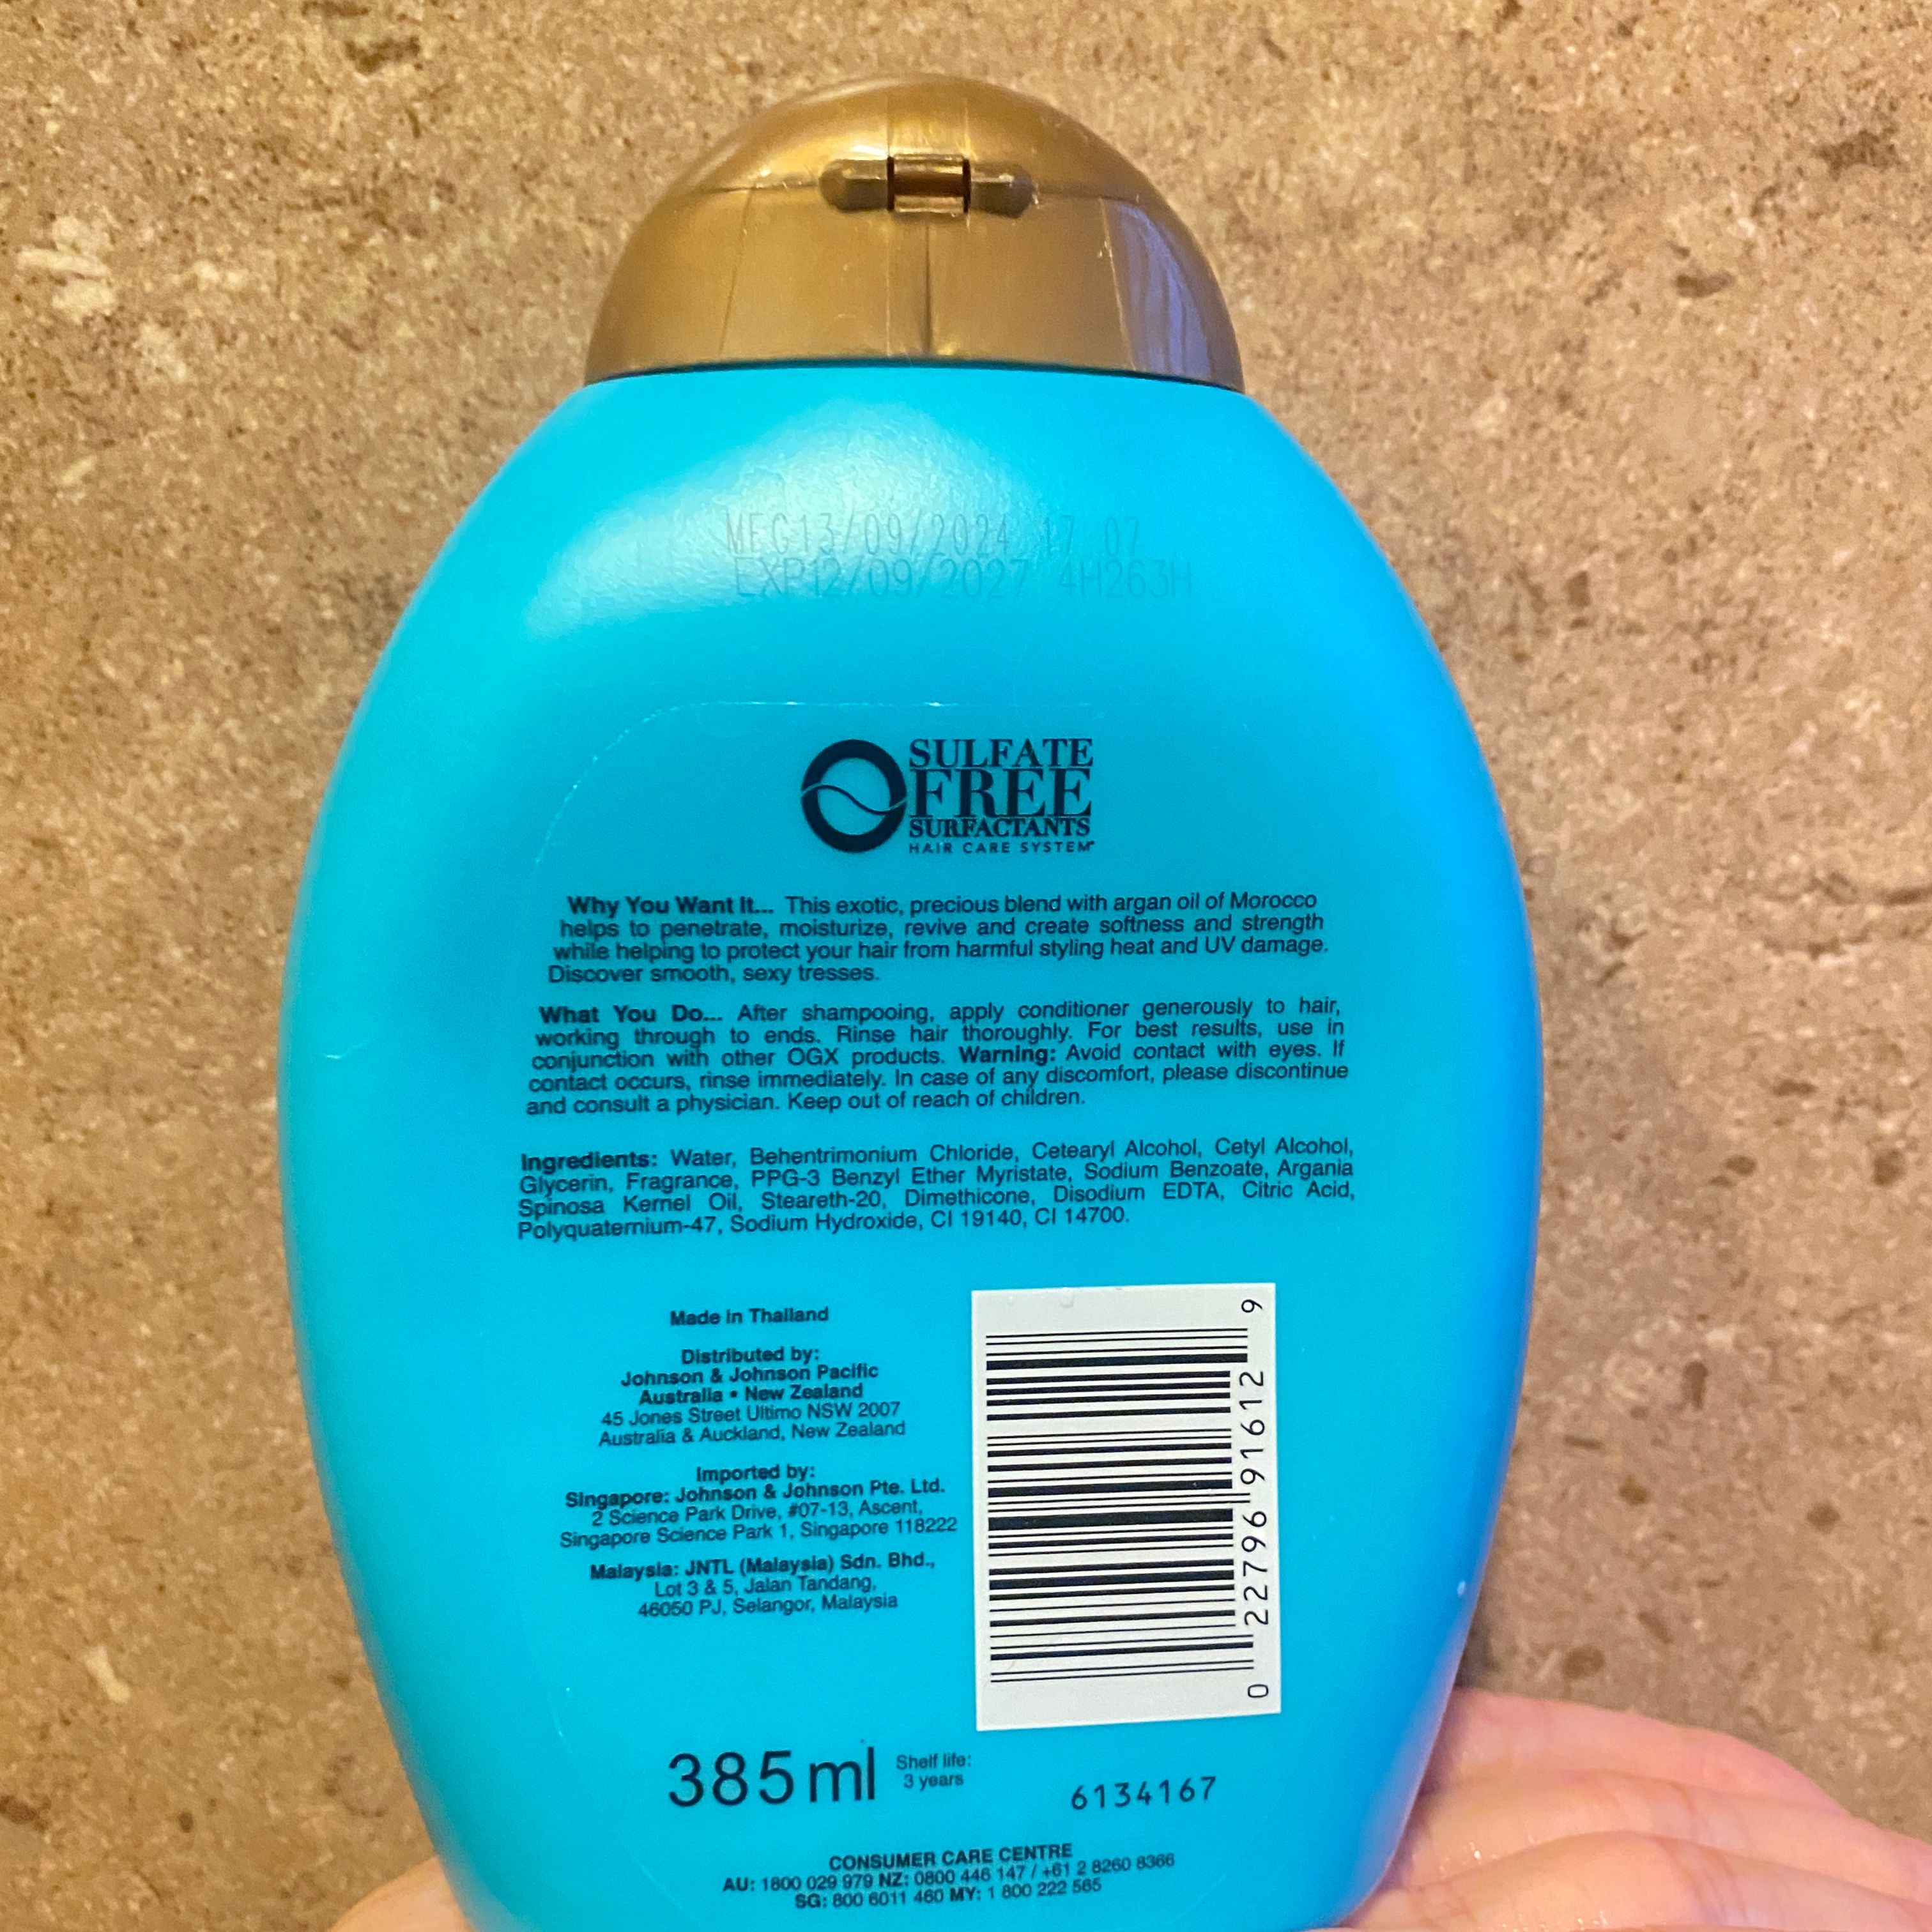 MFG13/09/2024 17:07
EXP12/09/2027 4H263H
SULFATE
FREE
SURFACTANTS
HAIR CARE SYSTEM
Why You Want It... This exotic, precious blend with argan oil of Morocco
helps to penetrate, moisturize, revive and create softness and strength
while helping to protect your hair from harmful styling heat and UV damage.
Discover smooth, sexy tresses.
What You Do... After shampooing, apply conditioner generously to hair,
working through to ends. Rinse hair thoroughly. For best results, use in
conjunction with other OGX products. Warning: Avoid contact with eyes. If
contact occurs, rinse immediately. In case of any discomfort, please discontinue
and consult a physician. Keep out of reach of children.
Ingredients: Water, Behentrimonium Chloride, Cetearyl Alcohol, Cetyl Alcohol,
Glycerin, Fragrance, PPG-3 Benzyl Ether Myristate, Sodium Benzoate, Argania
Spinosa Kernel Oil, Steareth-20, Dimethicone, Disodium EDTA, Citric Acid,
Polyquaternium-47, Sodium Hydroxide, CI 19140, CI 14700.
Made in Thailand
Distributed by:
Johnson & Johnson Pacific
Australia • New Zealand
45 Jones Street Ultimo NSW 2007
Australia & Auckland, New Zealand
Imported by:
Singapore: Johnson & Johnson Pte. Ltd.
2 Science Park Drive, #07-13, Ascent,
Singapore Science Park 1, Singapore 118222
Malaysia: JNTL (Malaysia) Sdn. Bhd.,
Lot 3 & 5, Jalan Tandang,
46050 PJ, Selangor, Malaysia
0 22796 91612 9
385ml
Shelf life:
3 years
6134167
CONSUMER CARE CENTRE
AU: 1800 029 979 NZ: 0800 446 147 / +61 2 8260 8366
SG: 800 6011 460 MY: 1 800 222 565